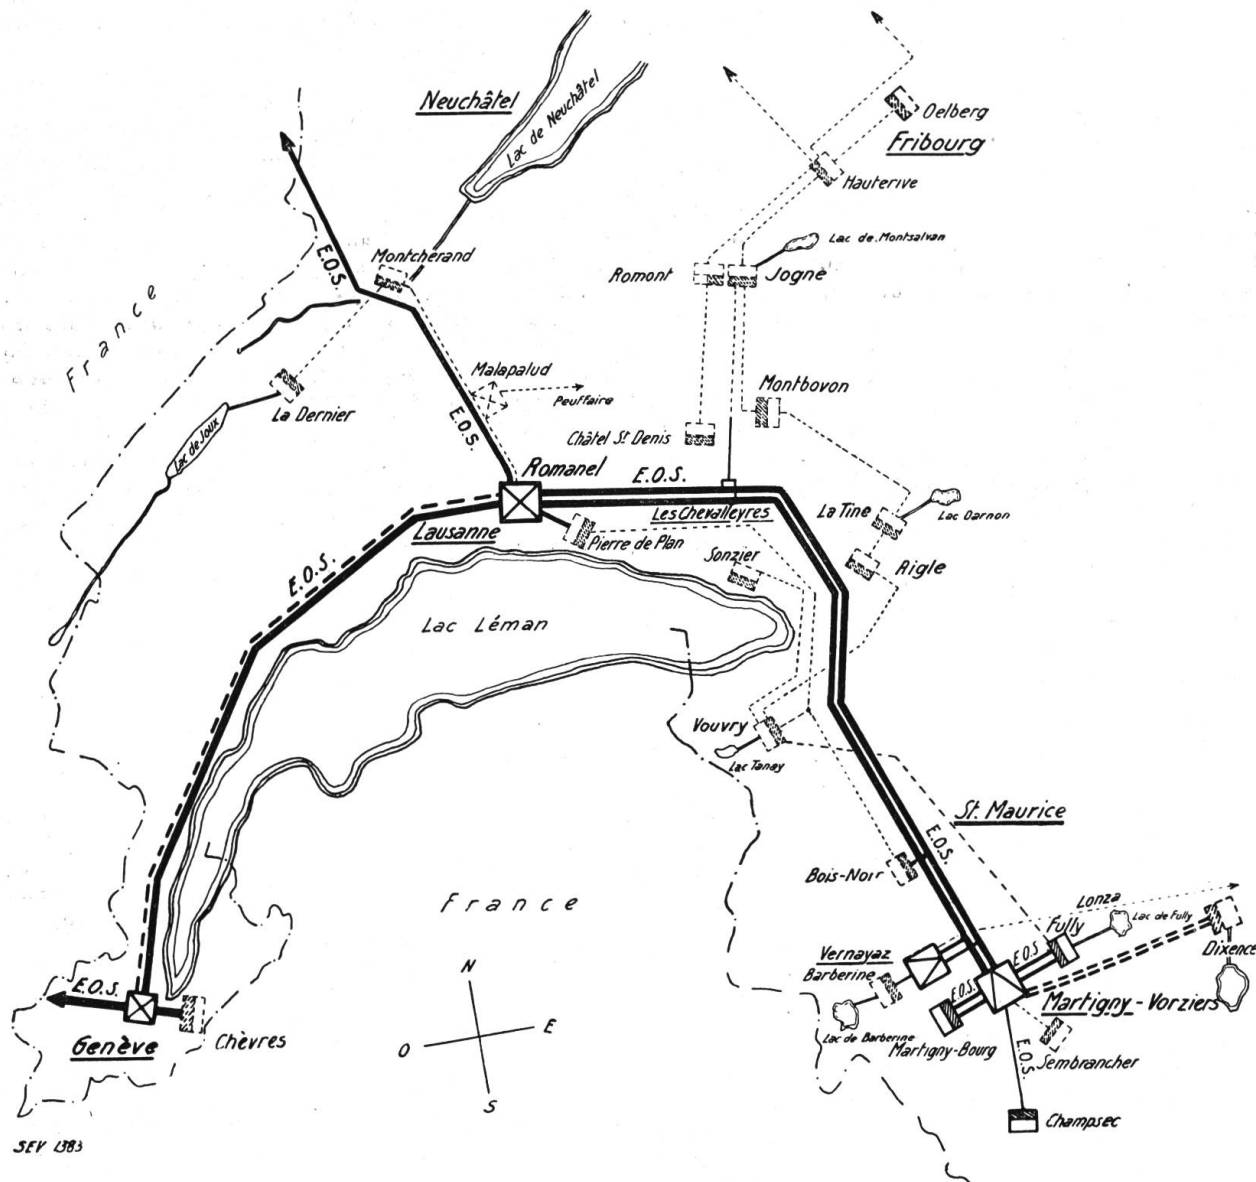 Neuchâtel
Lac de Neuchâtel
Oelberg
Fribourg
Hauterive
E.O.S.
Montcherand
Lac de Montsalvan
Romont
Jogne
France
Malapalud
Peuffaire
Montbovon
La Dernier
Lac de Joux
E.O.S.
Châtel St Denis
Romanel
E.O.S.
Les Chevalleyres
La Tine
Lac Darnon
Lausanne
Pierre de Plan
Sonzier
Aigle
E.O.S.
Lac Léman
Vouvry
Lac Tanay
St. Maurice
E.O.S.
Bois-Noir
France
Lonza
Lac de Fully
Fully
Dixence
Vernayaz
Barberine
E.O.S
E.O.S.
Martigny-Vorziers
Lac de Barberine
Martigny-Bourg
Sembrancher
E.O.S.
Champsec
E.O.S.
Genève
Chèvres
N
E
O
S
SEV 1383